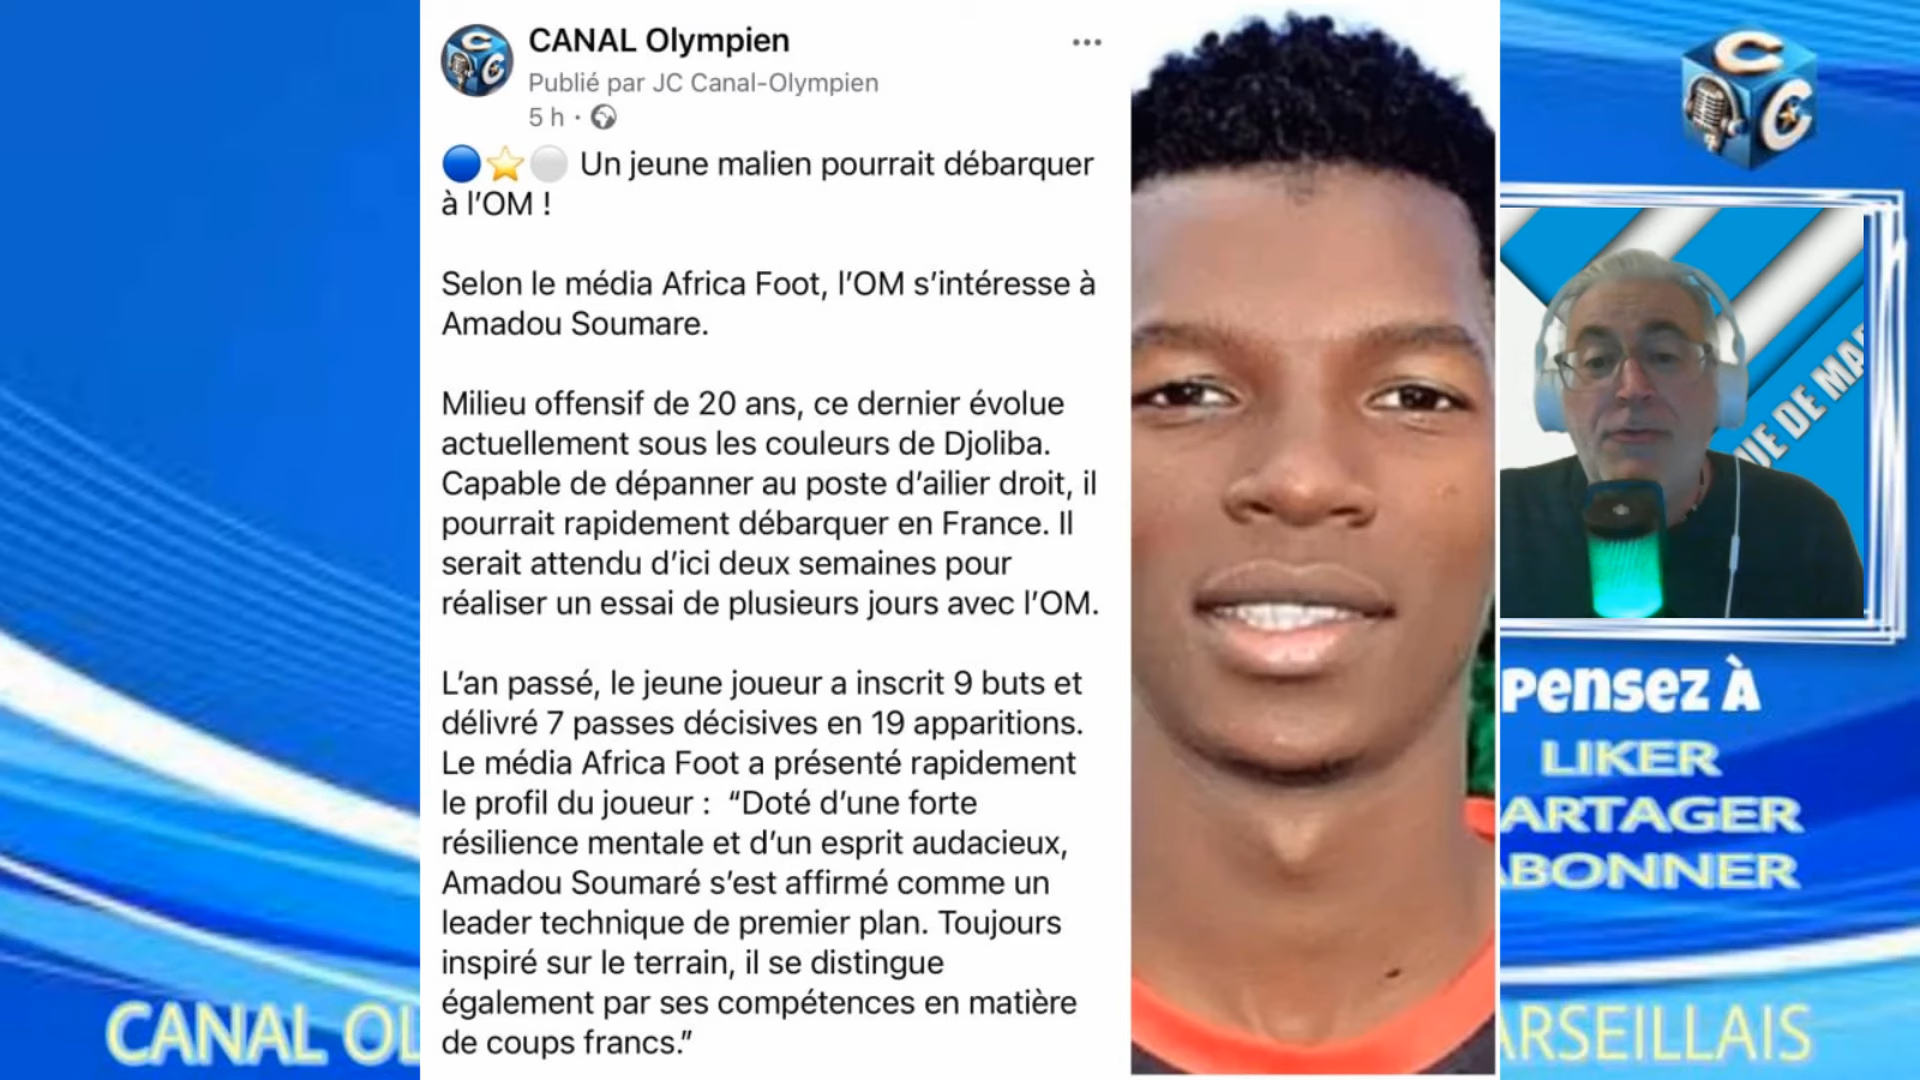 CANAL Olympien
Publié par JC Canal-Olympien
5 h ·
🔵⭐⚪ Un jeune malien pourrait débarquer
à l’OM !
Selon le média Africa Foot, l’OM s’intéresse à
Amadou Soumare.
Milieu offensif de 20 ans, ce dernier évolue
actuellement sous les couleurs de Djoliba.
Capable de dépanner au poste d’ailier droit, il
pourrait rapidement débarquer en France. Il
serait attendu d’ici deux semaines pour
réaliser un essai de plusieurs jours avec l’OM.
L’an passé, le jeune joueur a inscrit 9 buts et
délivré 7 passes décisives en 19 apparitions.
Le média Africa Foot a présenté rapidement
le profil du joueur :  “Doté d’une forte
résilience mentale et d’un esprit audacieux,
Amadou Soumaré s’est affirmé comme un
leader technique de premier plan. Toujours
inspiré sur le terrain, il se distingue
également par ses compétences en matière
de coups francs.”
UE DE MAR
PENSEZ À
LIKER
ARTAGER
ABONNER
CANAL OL
ARSEILLAIS